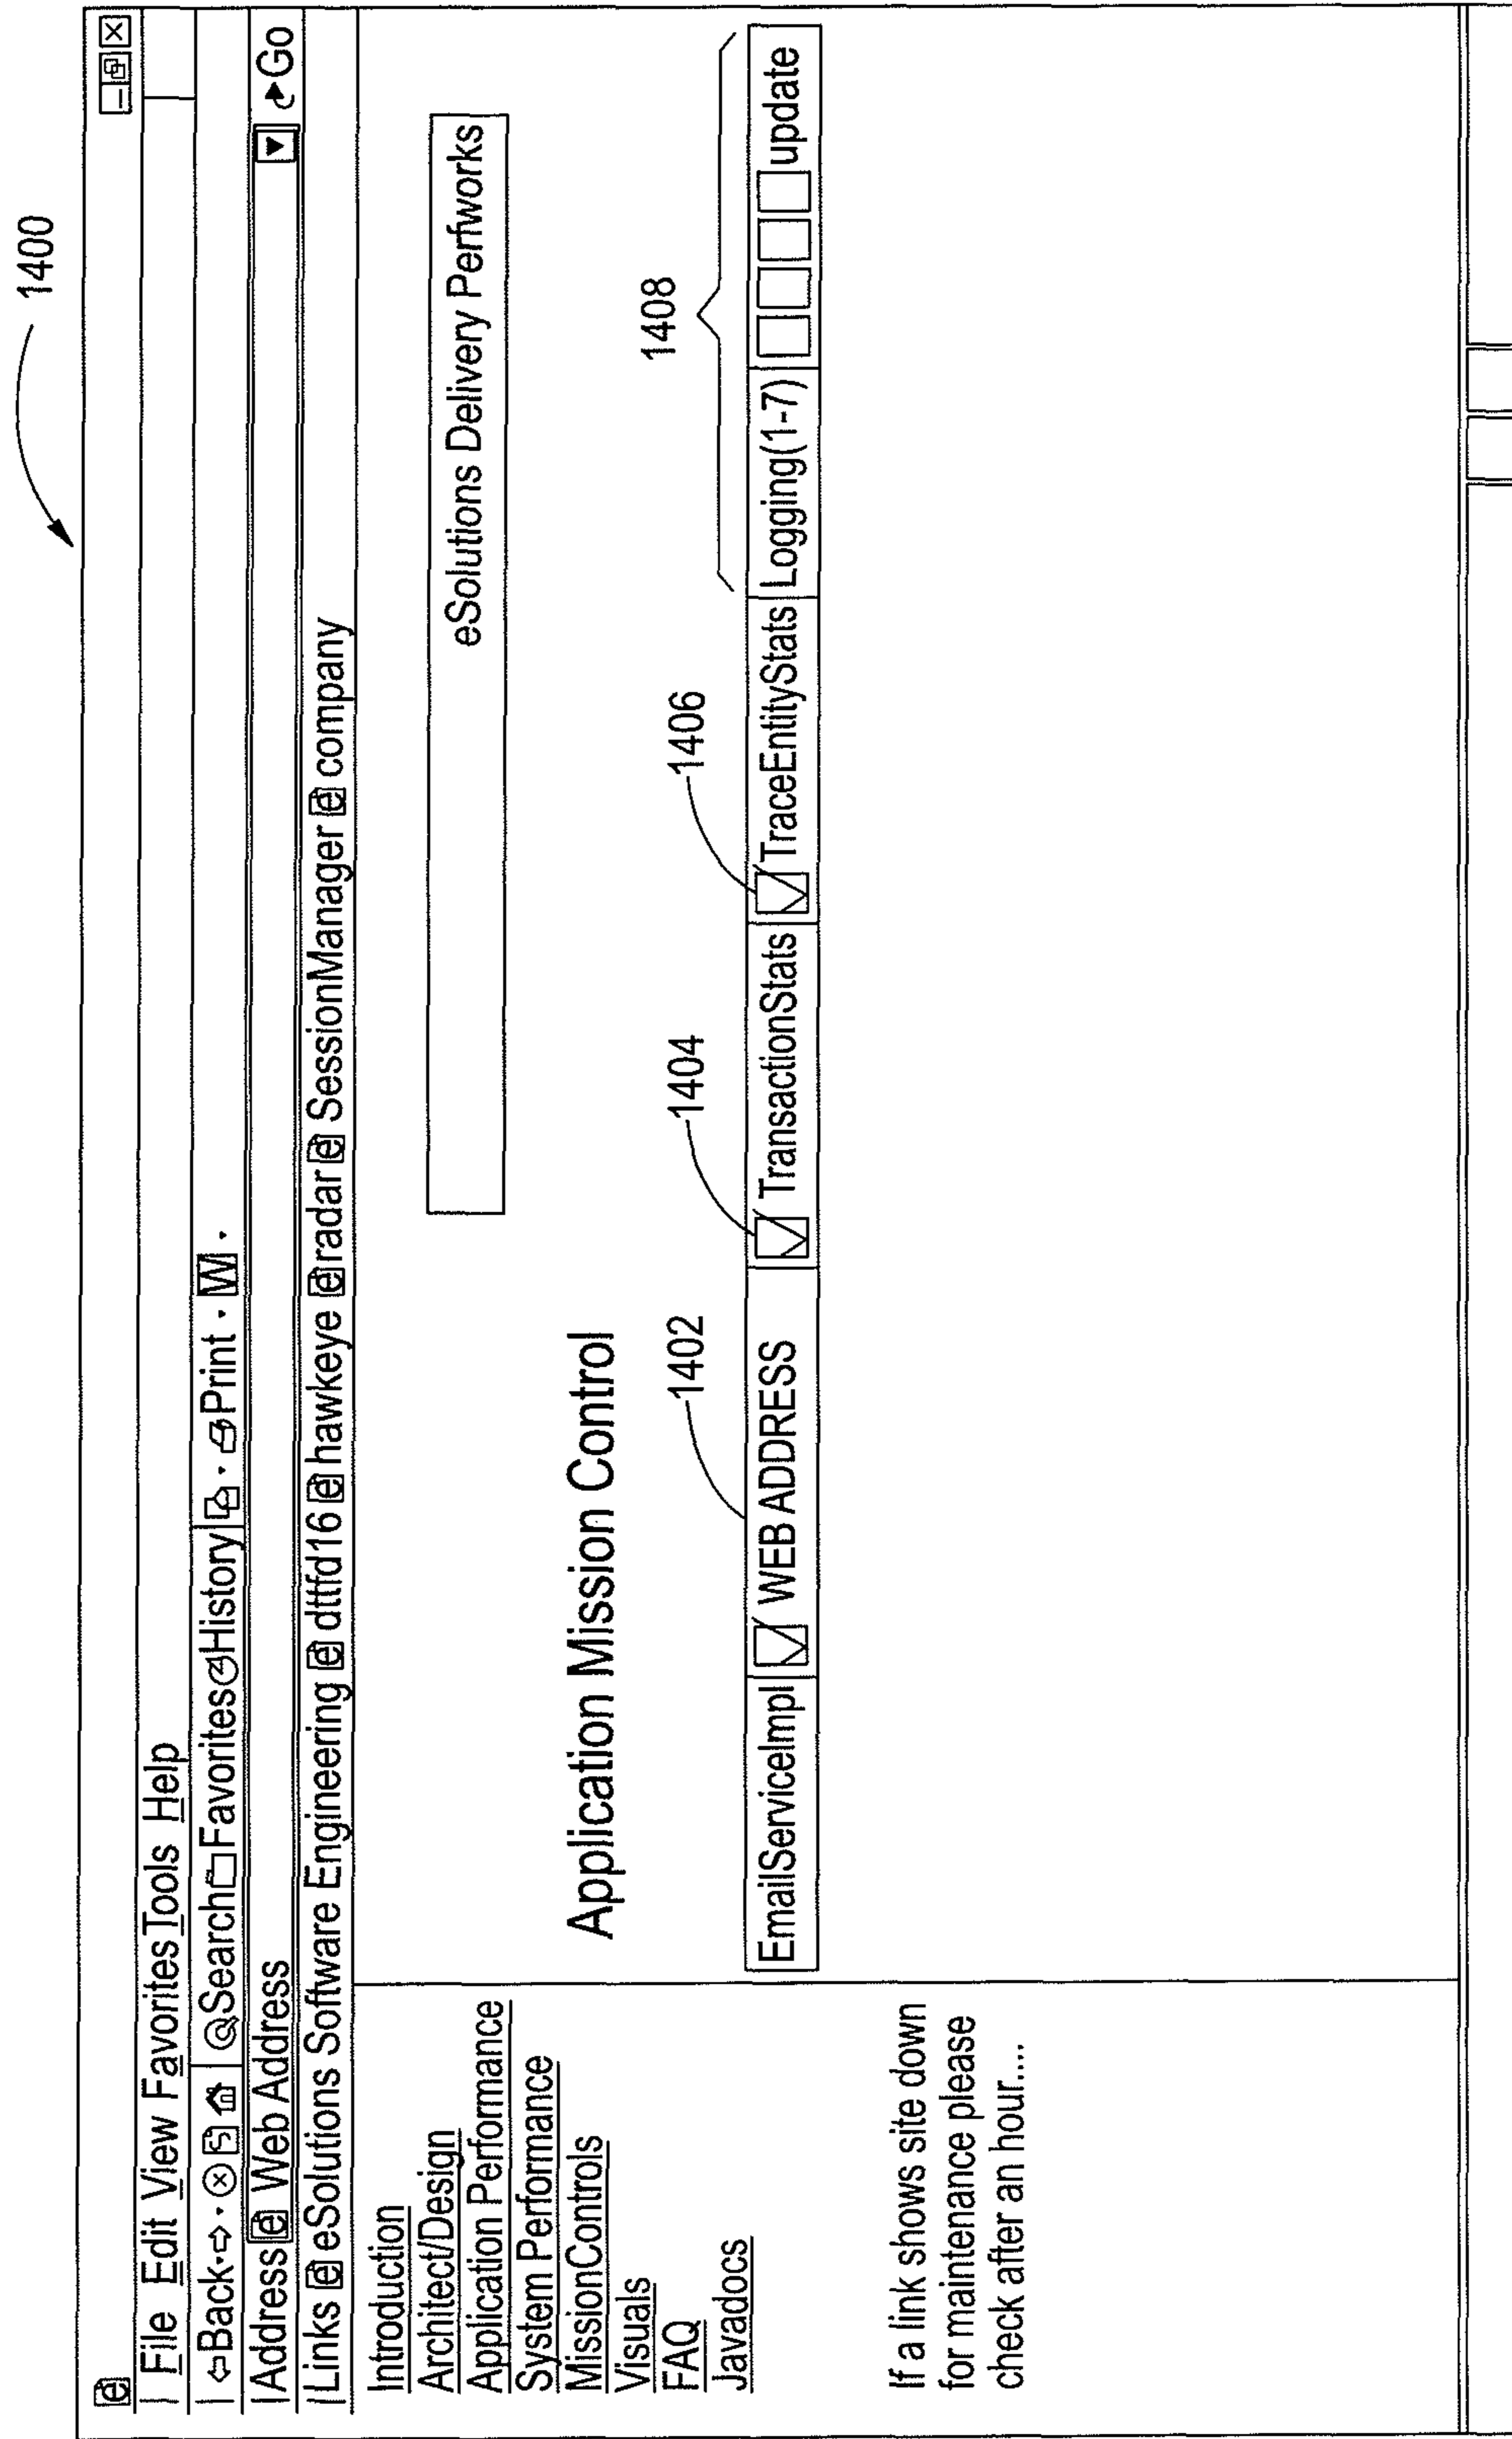 1400
File Edit View Favorites Tools Help
Back Search Favorites History Print W
Address Web Address Go
Links eSolutions Software Engineering dttfd16 hawkeye radar SessionManager company
Introduction
Architect/Design
Application Performance
System Performance
MissionControls
Visuals
FAQ
Javadocs
If a link shows site down
for maintenance please
check after an hour....
eSolutions Delivery Perfworks
Application Mission Control
1402 1404 1406 1408
EmailServiceImpl WEB ADDRESS TransactionStats TraceEntityStats Logging(1-7) update